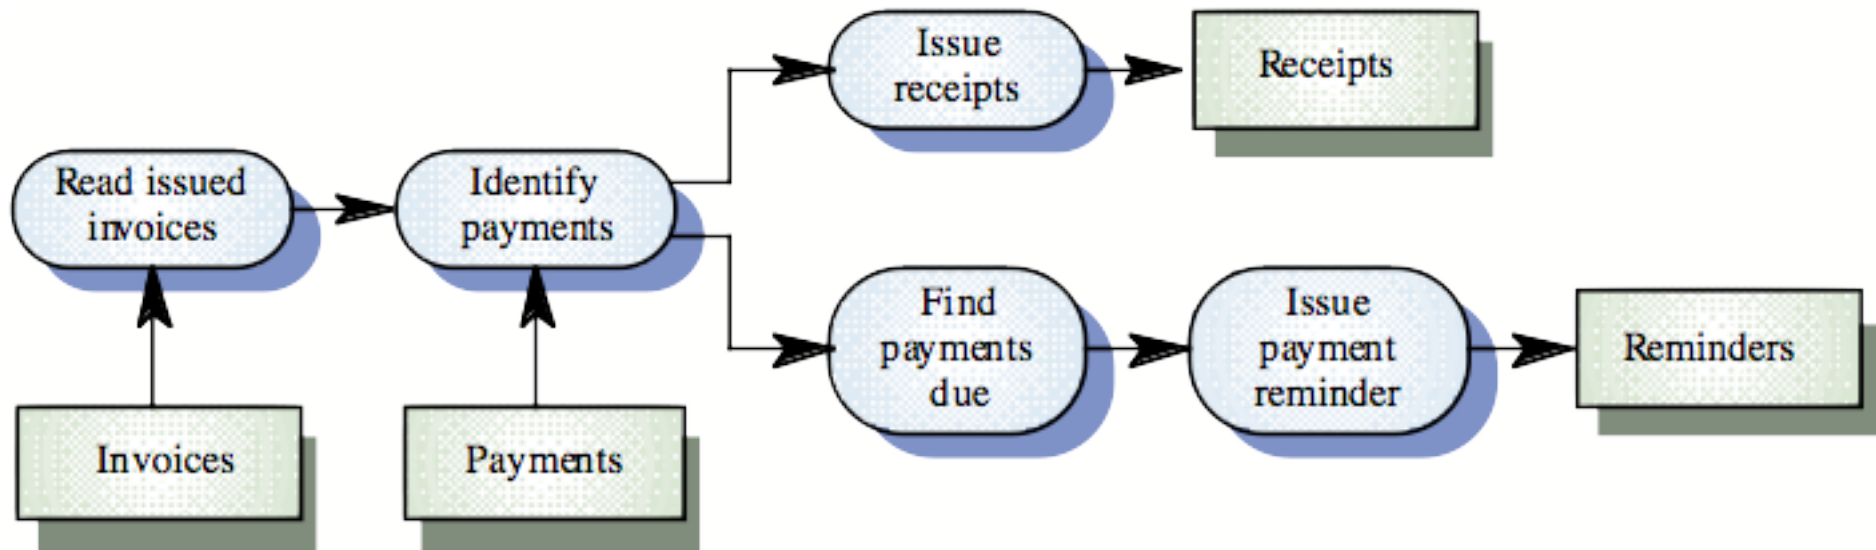 Issue
receipts
Receipts
Read issued
invoices
Identify
payments
Find
payments
due
Issue
payment
reminder
Reminders
Invoices
Payments